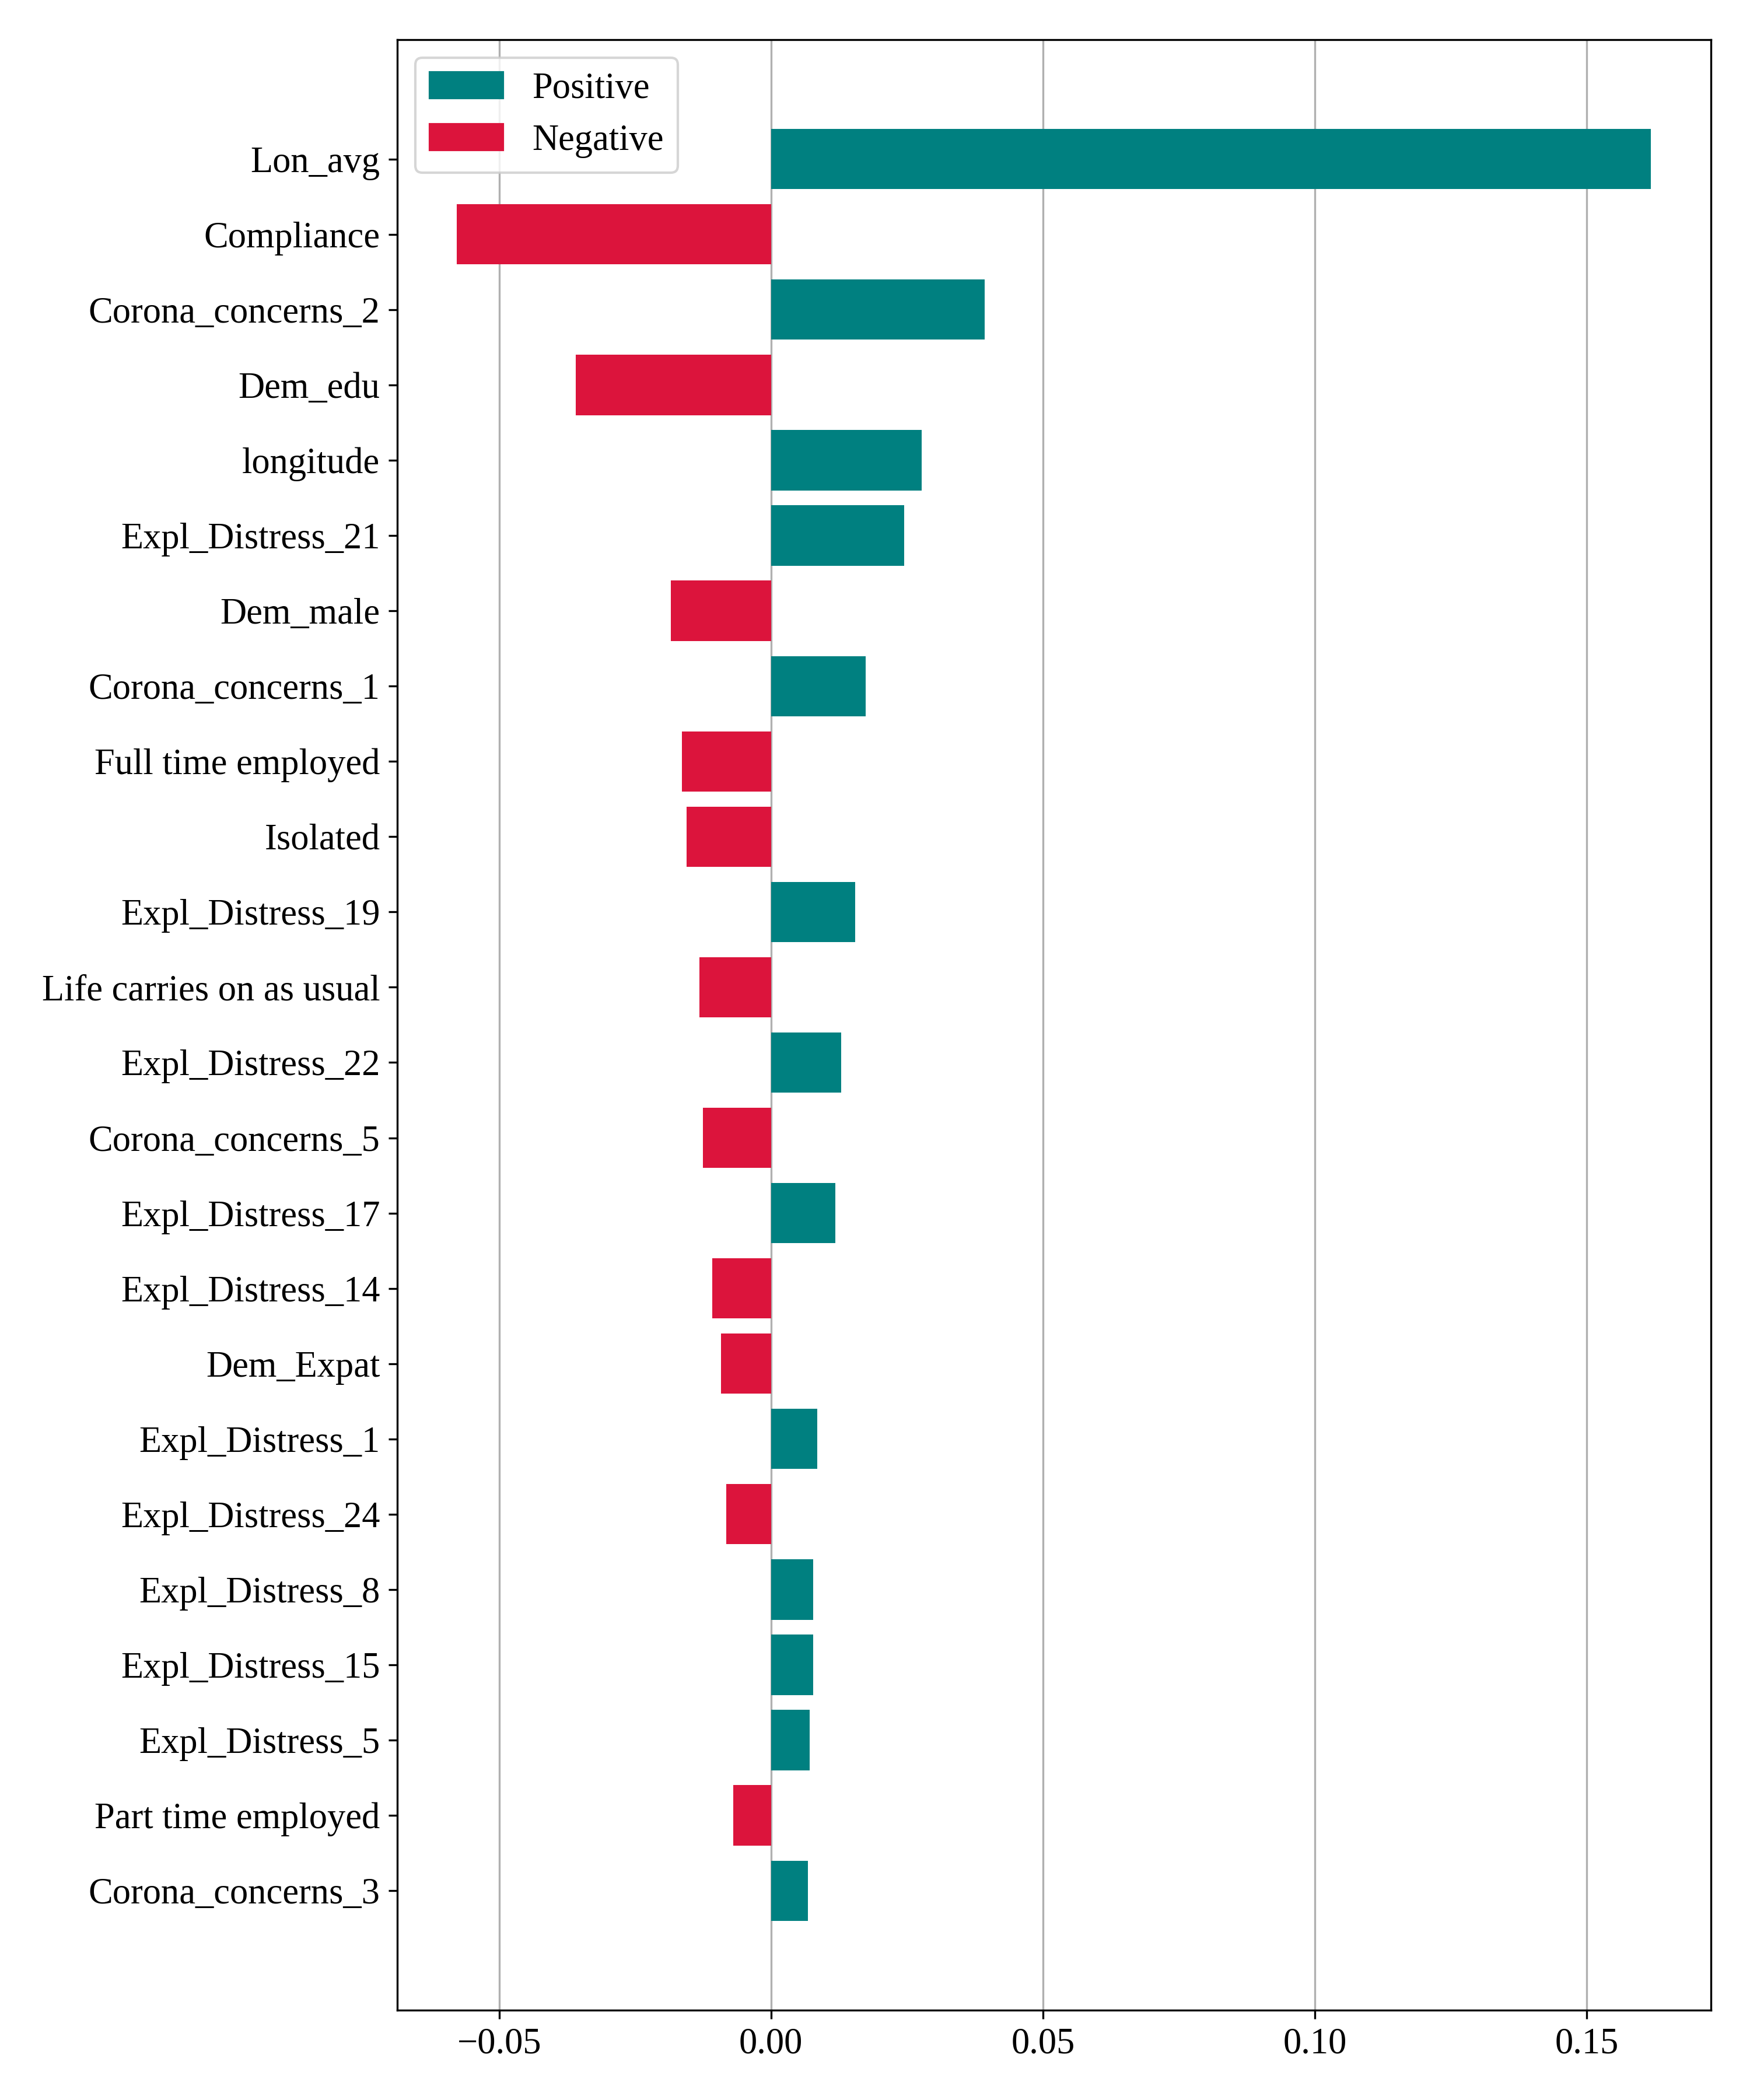 Positive
Negative
Lon_avg
Compliance
Corona_concerns_2
Dem_edu
longitude
Expl_Distress_21
Dem_male
Corona_concerns_1
Full time employed
Isolated
Expl_Distress_19
Life carries on as usual
Expl_Distress_22
Corona_concerns_5
Expl_Distress_17
Expl_Distress_14
Dem_Expat
Expl_Distress_1
Expl_Distress_24
Expl_Distress_8
Expl_Distress_15
Expl_Distress_5
Part time employed
Corona_concerns_3
−0.05 0.00 0.05 0.10 0.15